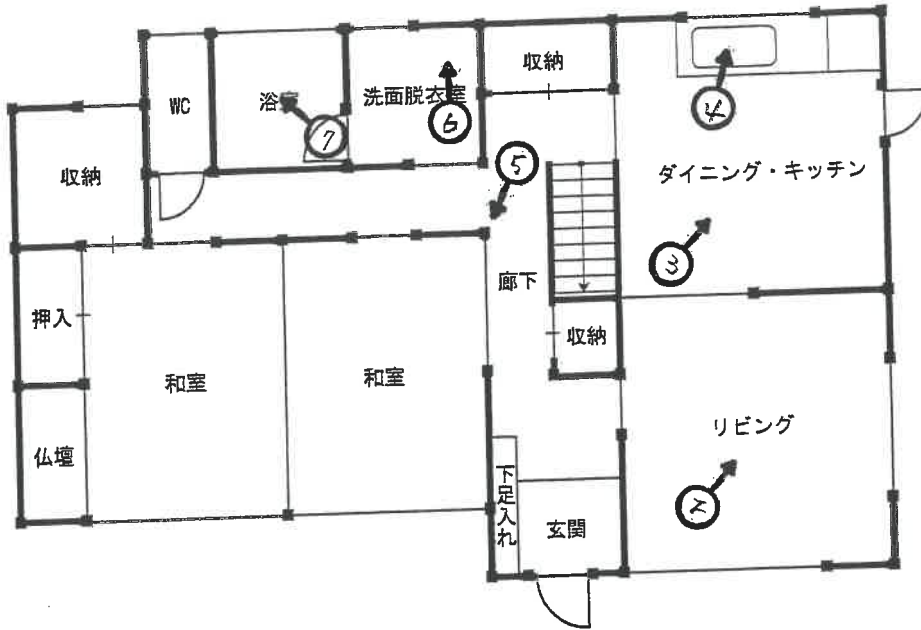 収納
WC
浴室
洗面脱衣室
収納
4
7
6
5
収納
ダイニング・キッチン
3
廊下
押入
収納
和室
和室
リビング
仏壇
下足入れ
2
玄関